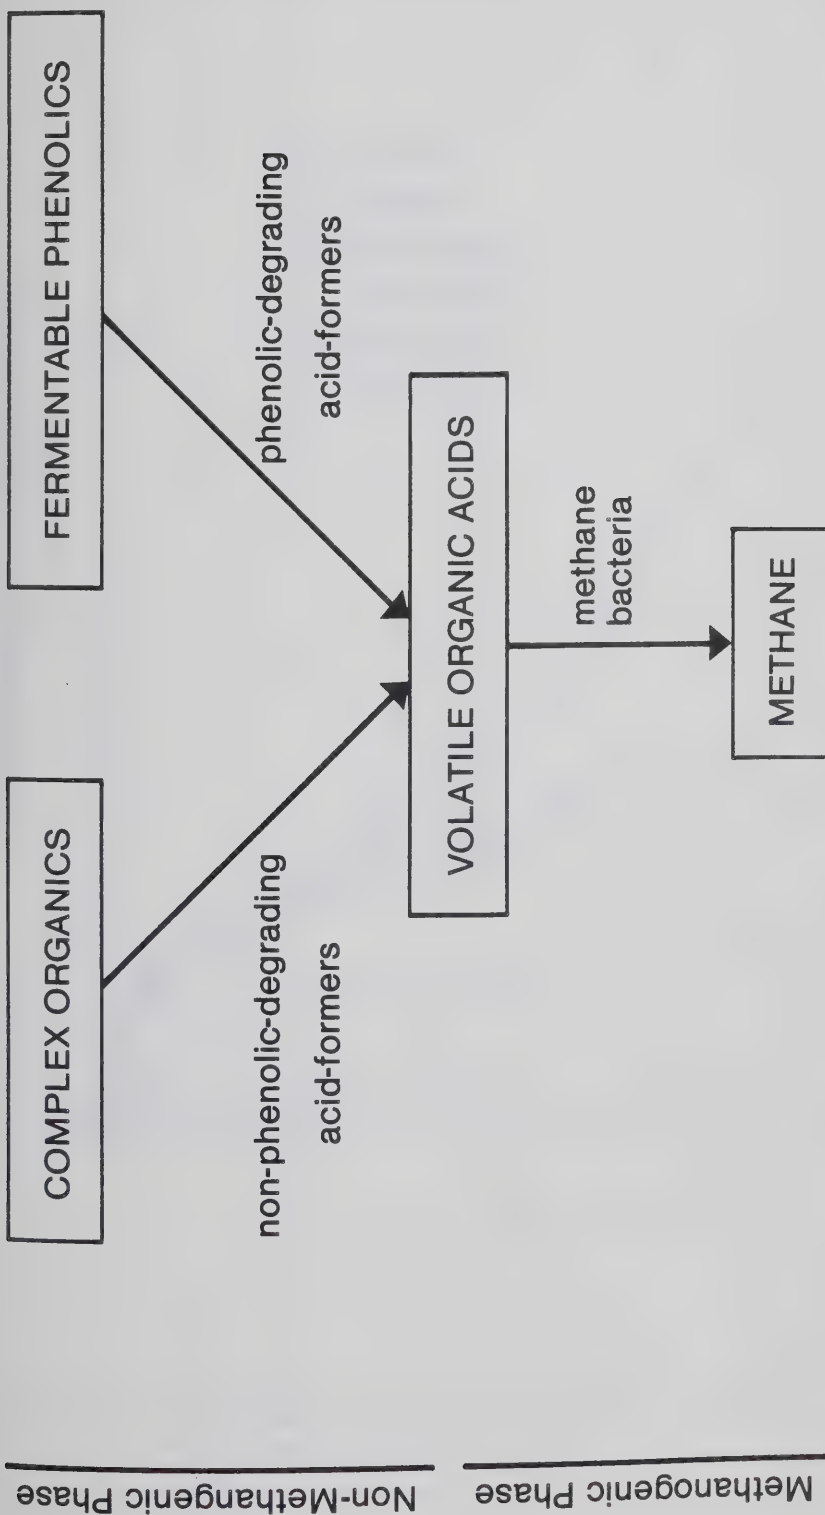 COMPLEX ORGANICS
FERMENTABLE PHENOLICS
non-phenolic-degrading
acid-formers
phenolic-degrading
acid-formers
VOLATILE ORGANIC ACIDS
methane
bacteria
METHANE
Non-Methangenic Phase
Methanogenic Phase